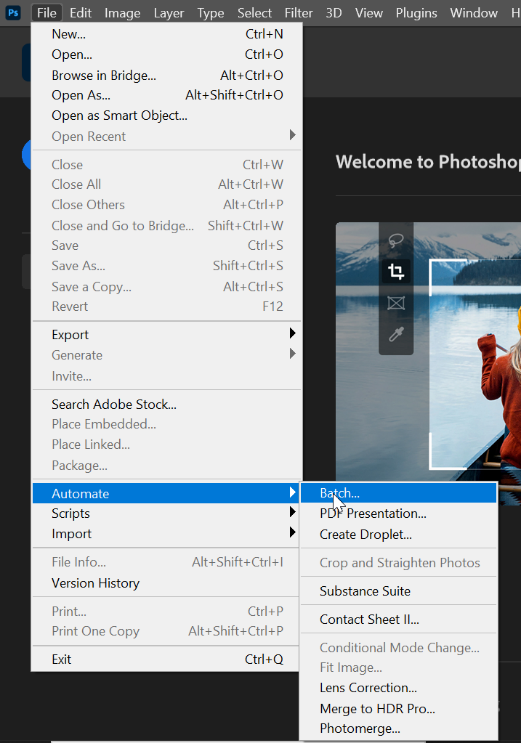 Ps File Edit Image Layer Type Select Filter 3D View Plugins Window H
New... Ctrl+N
Open... Ctrl+O
Browse in Bridge... Alt+Ctrl+O
Open As... Alt+Shift+Ctrl+O
Open as Smart Object...
Open Recent
Close Ctrl+W
Close All Alt+Ctrl+W
Close Others Alt+Ctrl+P
Close and Go to Bridge... Shift+Ctrl+W
Save Ctrl+S
Save As... Shift+Ctrl+S
Save a Copy... Alt+Ctrl+S
Revert F12
Export
Generate
Invite...
Search Adobe Stock...
Place Embedded...
Place Linked...
Package...
Automate
Scripts
Import
File Info... Alt+Shift+Ctrl+I
Version History
Print... Ctrl+P
Print One Copy Alt+Shift+Ctrl+P
Exit Ctrl+Q
Batch...
PDF Presentation...
Create Droplet...
Crop and Straighten Photos
Substance Suite
Contact Sheet II...
Conditional Mode Change...
Fit Image...
Lens Correction...
Merge to HDR Pro...
Photomerge...
Welcome to Photoshop